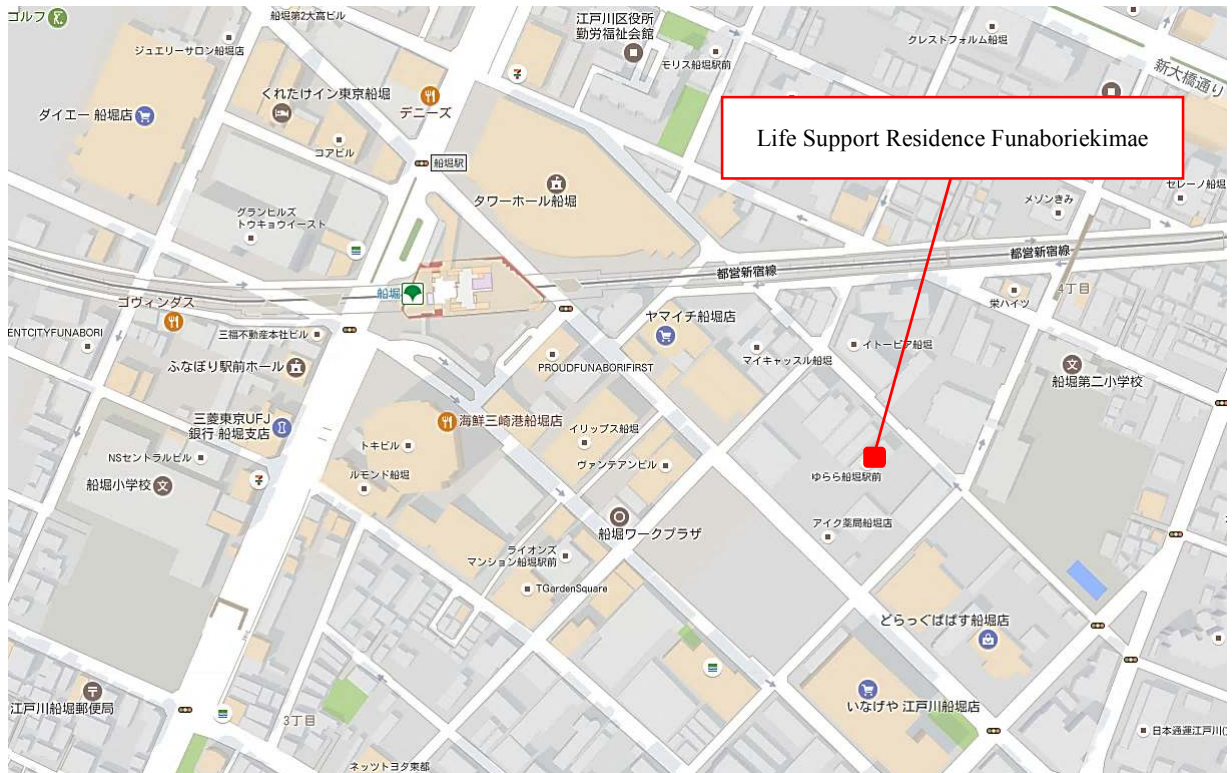 ゴルフ
船堀第2大高ビル
江戸川区役所
勤労福祉会館
ジュエリーサロン船堀店
モリス船堀駅前
クレストフォルム船堀
新大橋通り
くれたけイン東京船堀
デニーズ
ダイエー 船堀店
コアビル
船堀駅
Life Support Residence Funaboriekimae
タワーホール船堀
セレーノ船堀
メゾンきみ
グランヒルズ
トウキョウイースト
都営新宿線
都営新宿線
船堀
4丁目
栄ハイツ
ゴヴィンダス
ENTCITYFUNABORI
三福不動産本社ビル
ヤマイチ船堀店
イトーピア船堀
マイキャッスル船堀
PROUDFUNABORIFIRST
ふなぼり駅前ホール
船堀第二小学校
三菱東京UFJ
銀行 船堀支店
海鮮三崎港船堀店
イリップス船堀
トキビル
NSセントラルビル
ヴァンテアンビル
ルモンド船堀
ゆらら船堀駅前
船堀小学校
アイク薬局船堀店
船堀ワークプラザ
ライオンズ
マンション船堀駅前
TGardenSquare
どらっぐぱぱす船堀店
江戸川船堀郵便局
3丁目
いなげや 江戸川船堀店
日本通運江戸川(
ネッツトヨタ東都